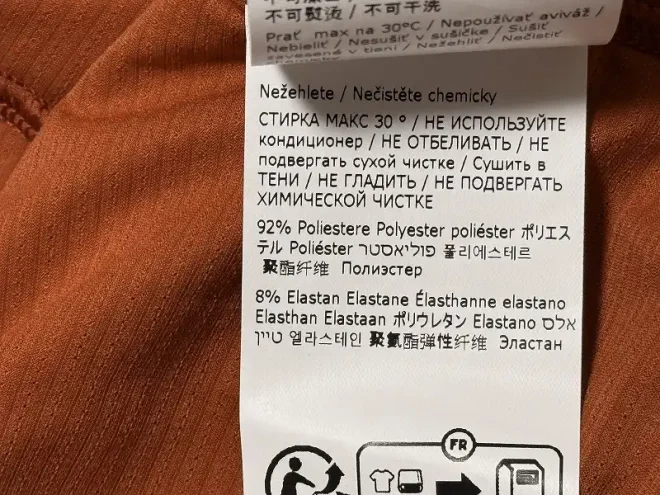 不可熨烫 / 不可干洗
Prať max na 30°C / Nepoužívať aviváž /
Nebieliť / Nesušiť v sušičke / Sušiť
zavesené v tieni / Nežehliť / Nečistiť
Nežehlete / Nečistěte chemicky
СТИРКА МАКС 30 ° / НЕ ИСПОЛЬЗУЙТЕ
кондиционер / НЕ ОТБЕЛИВАТЬ / НЕ
подвергать сухой чистке / Сушить в
ТЕНИ / НЕ ГЛАДИТЬ / НЕ ПОДВЕРГАТЬ
ХИМИЧЕСКОЙ ЧИСТКЕ
92% Poliestere Polyester poliéster ポリエス
テル Poliéster פוליאסטר 폴리에스테르
聚酯纤维 Полиэстер
8% Elastan Elastane Élasthanne elastano
Elasthan Elastaan ポリウレタン Elastano אלס
טיין 엘라스테인 聚氨酯弹性纤维 Эластан
FR